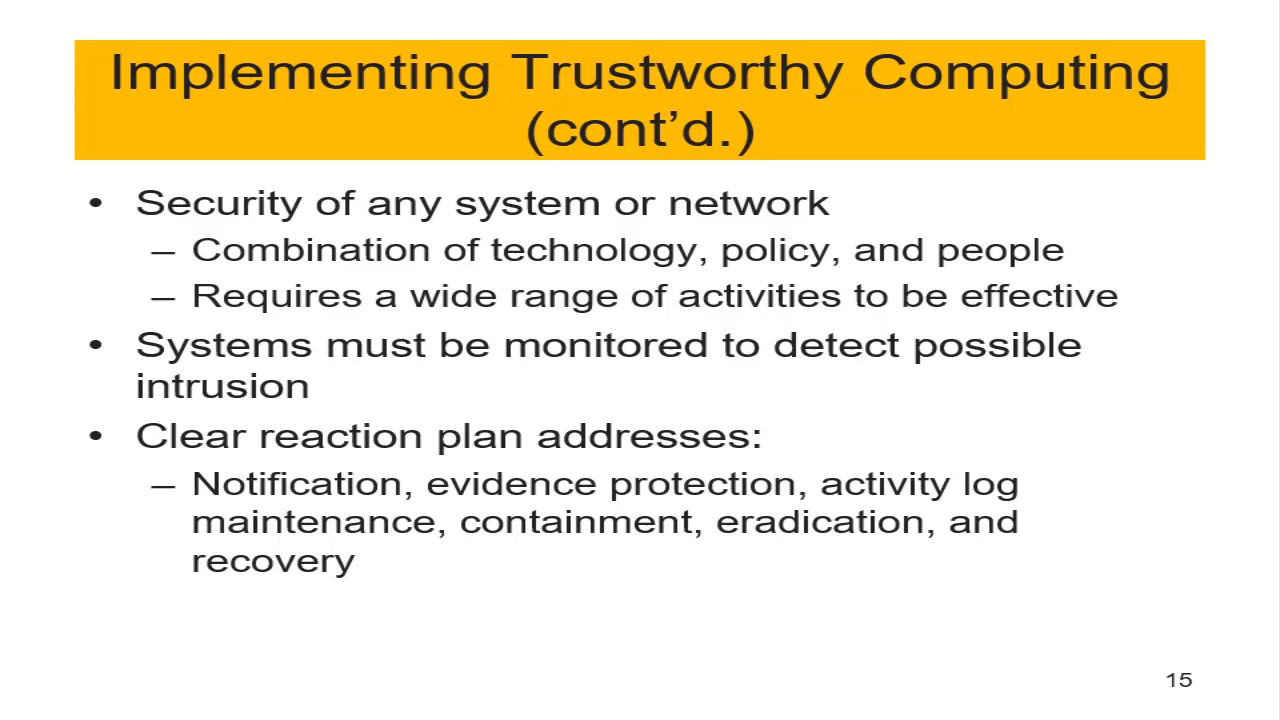 Implementing Trustworthy Computing
(cont’d.)
• Security of any system or network
– Combination of technology, policy, and people
– Requires a wide range of activities to be effective
• Systems must be monitored to detect possible
intrusion
• Clear reaction plan addresses:
– Notification, evidence protection, activity log
maintenance, containment, eradication, and
recovery
15